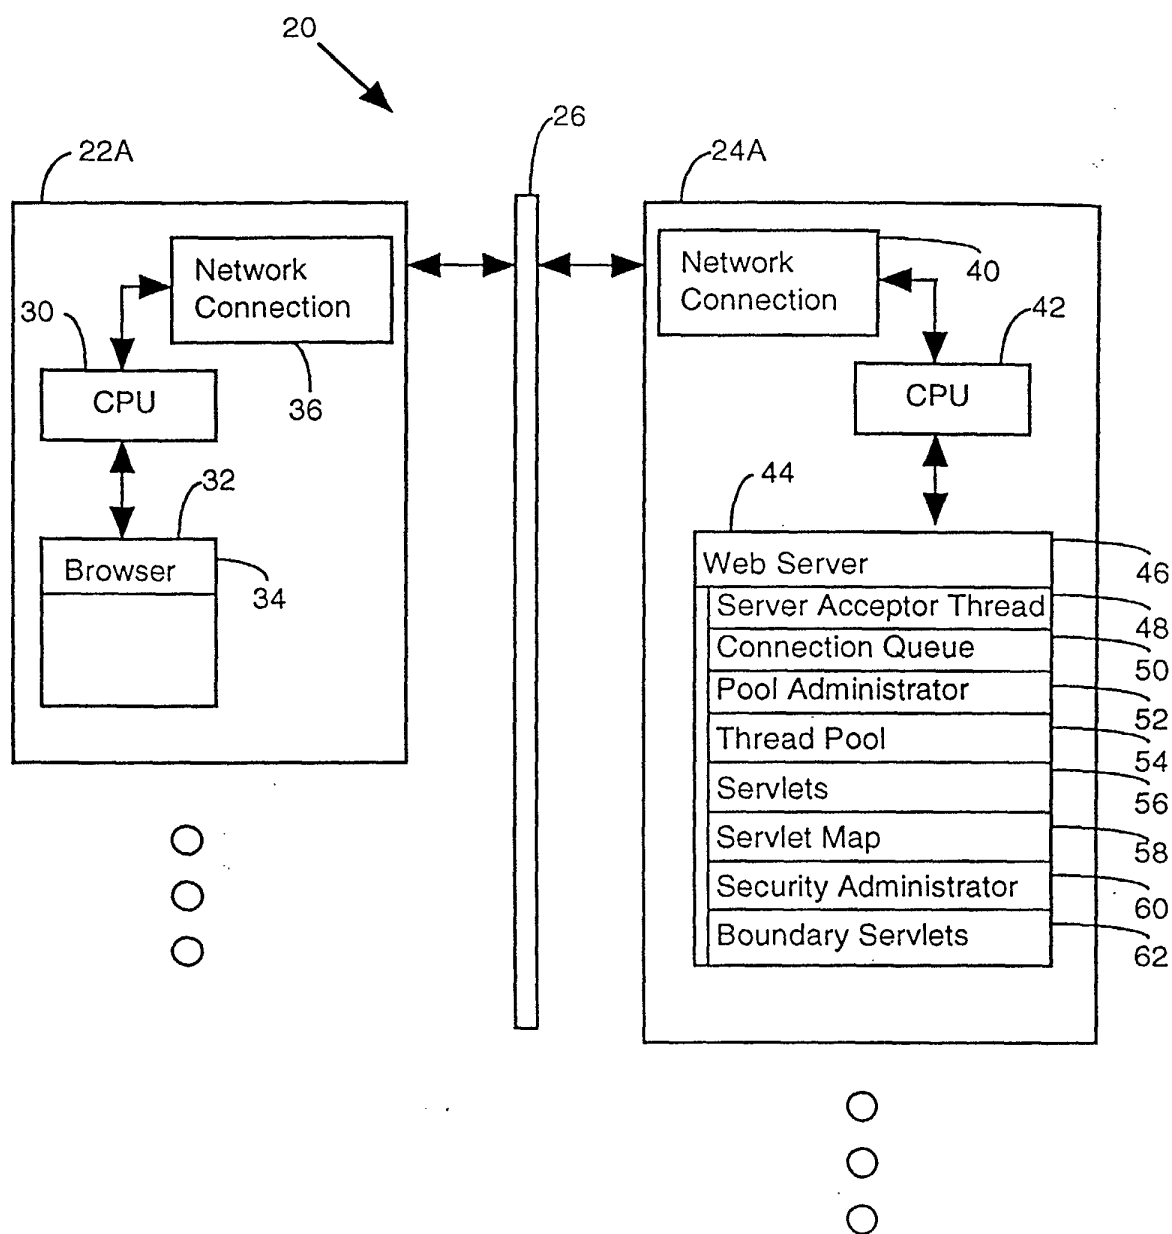 20
26
22A
24A
Network
Connection
36
30
CPU
32
Browser
34
Network
Connection
40
42
CPU
44
Web Server
46
Server Acceptor Thread
48
Connection Queue
50
Pool Administrator
52
Thread Pool
54
Servlets
56
Servlet Map
58
Security Administrator
60
Boundary Servlets
62